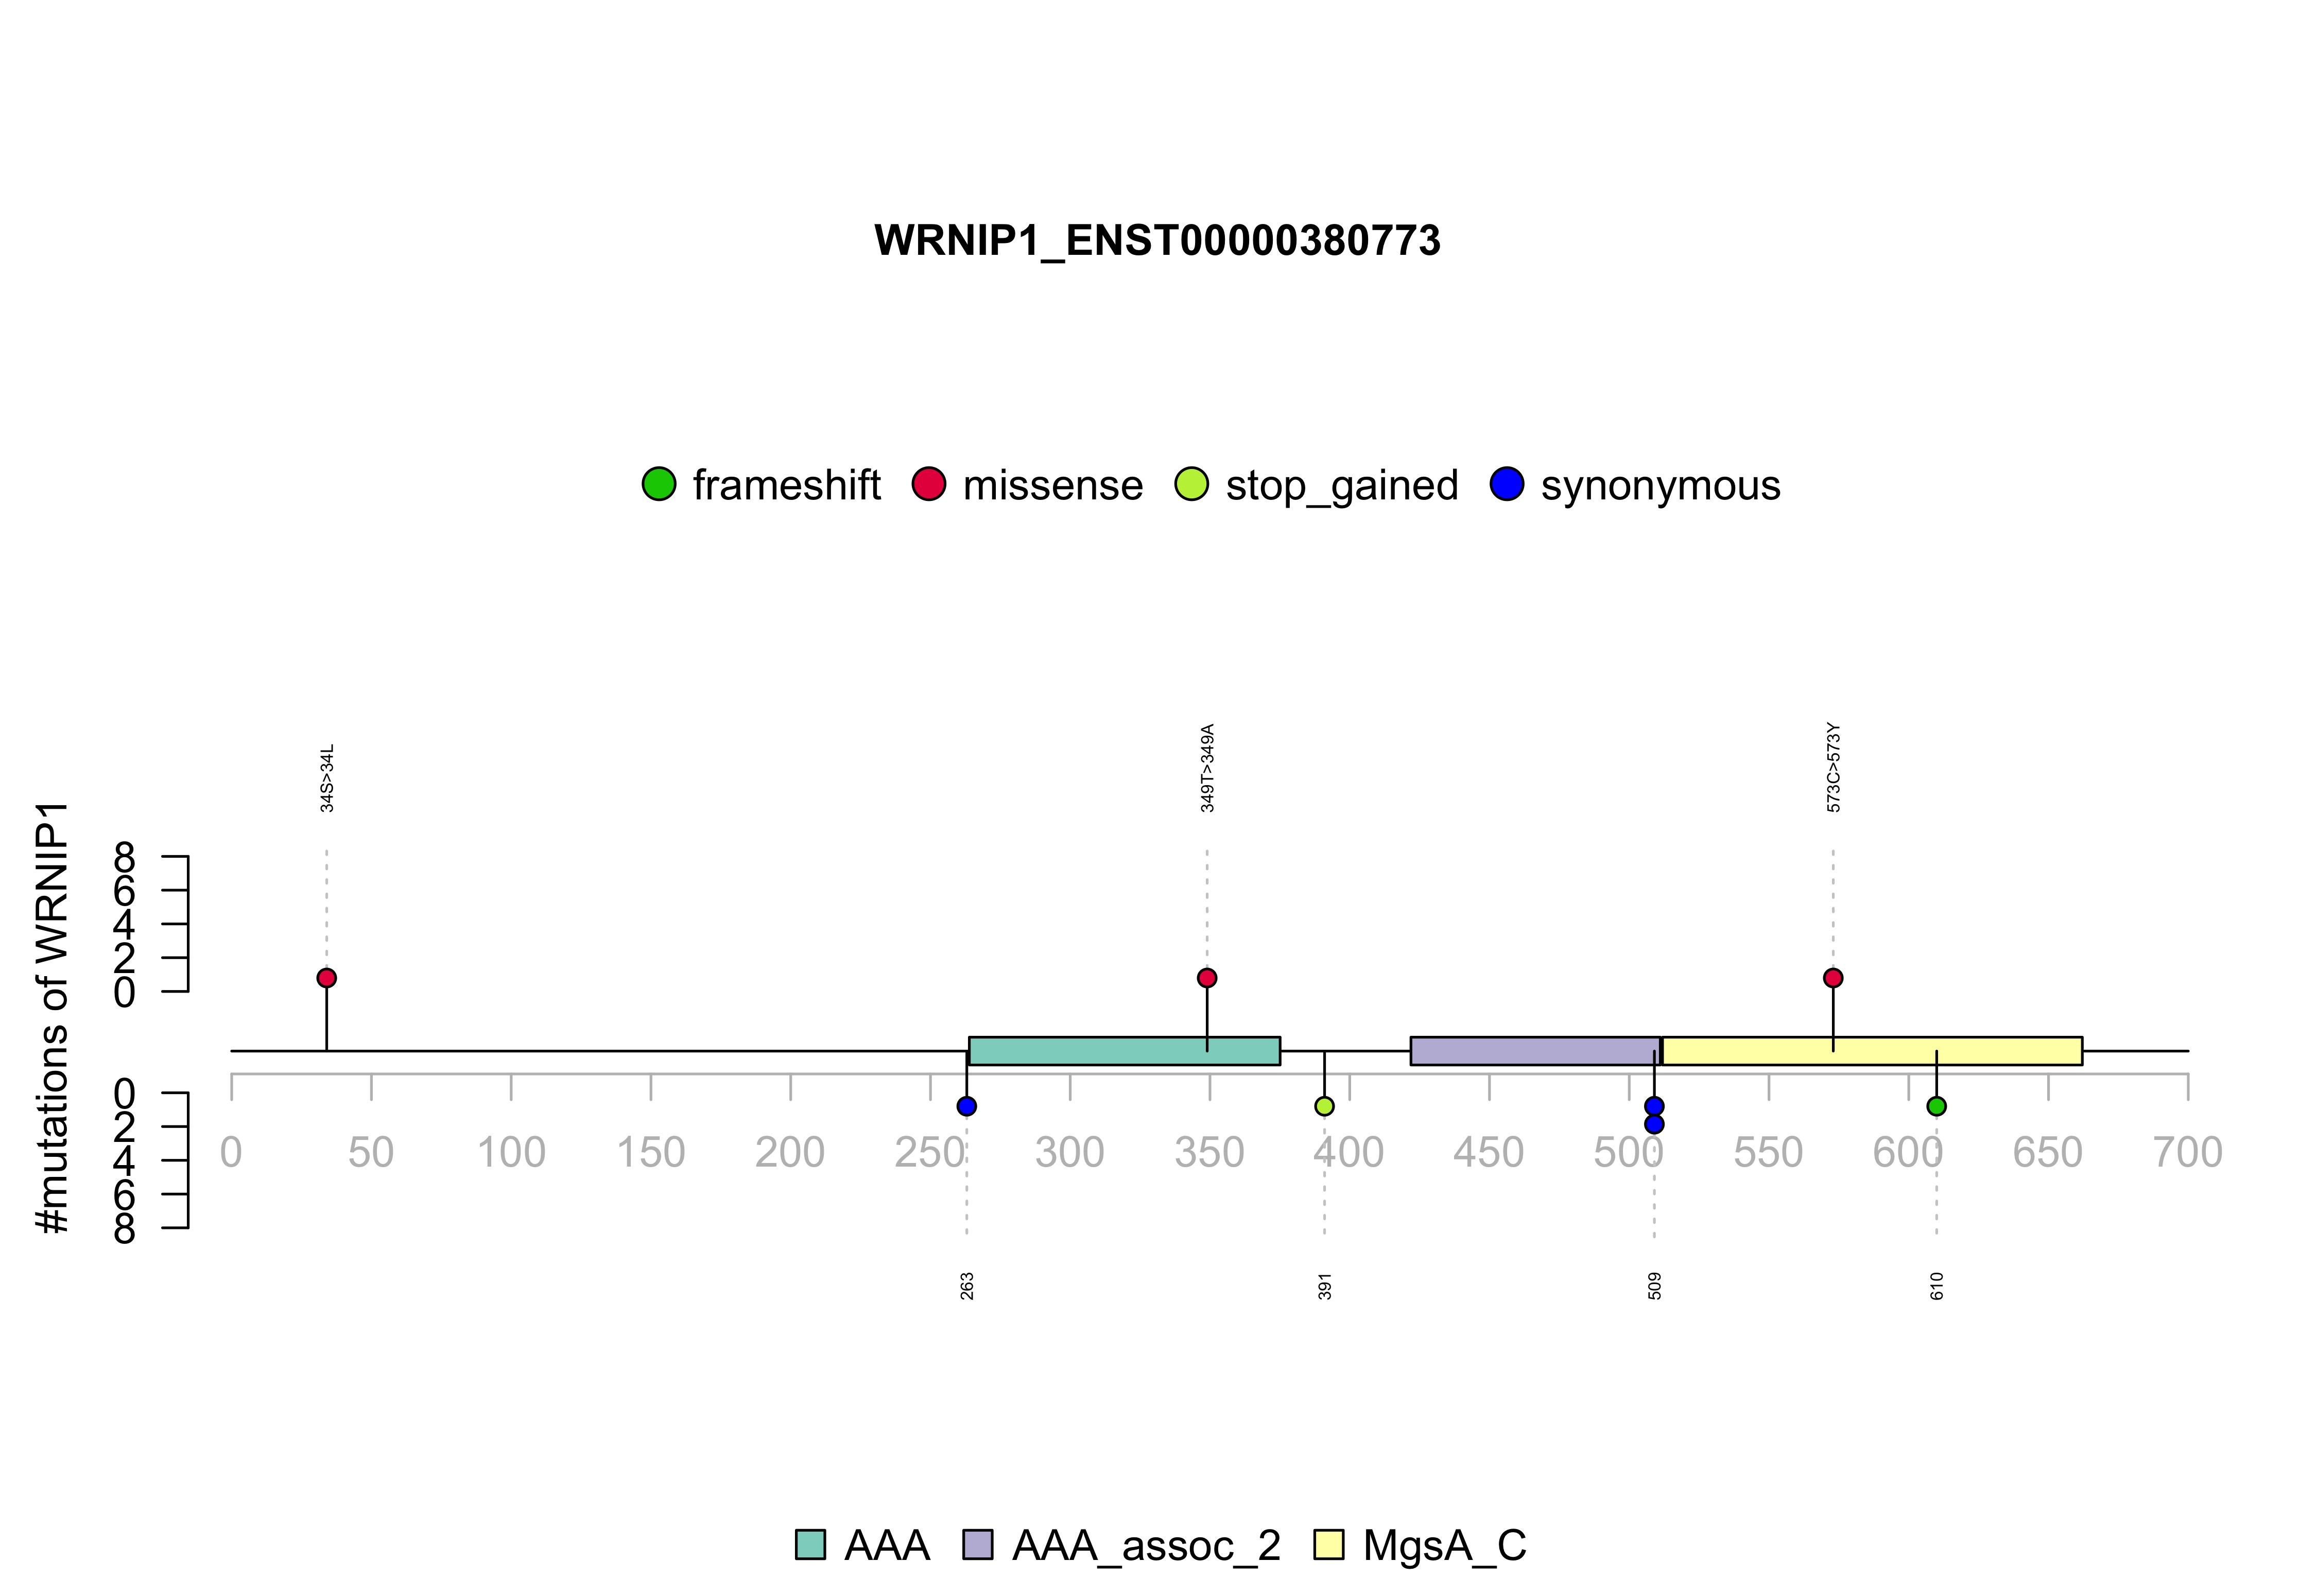 WRNIP1_ENST00000380773
frameshift missense stop_gained synonymous
34S>34L 349T>349A 573C>573Y
#mutations of WRNIP1
8
6
4
2
0
0
2
4
6
8
0 50 100 150 200 250 300 350 400 450 500 550 600 650 700
263 391 509 610
AAA AAA_assoc_2 MgsA_C